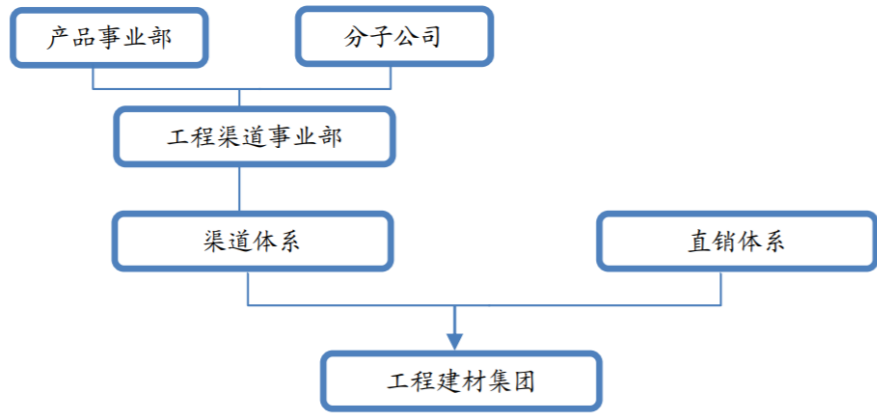 产品事业部
分子公司
工程渠道事业部
渠道体系
直销体系
工程建材集团